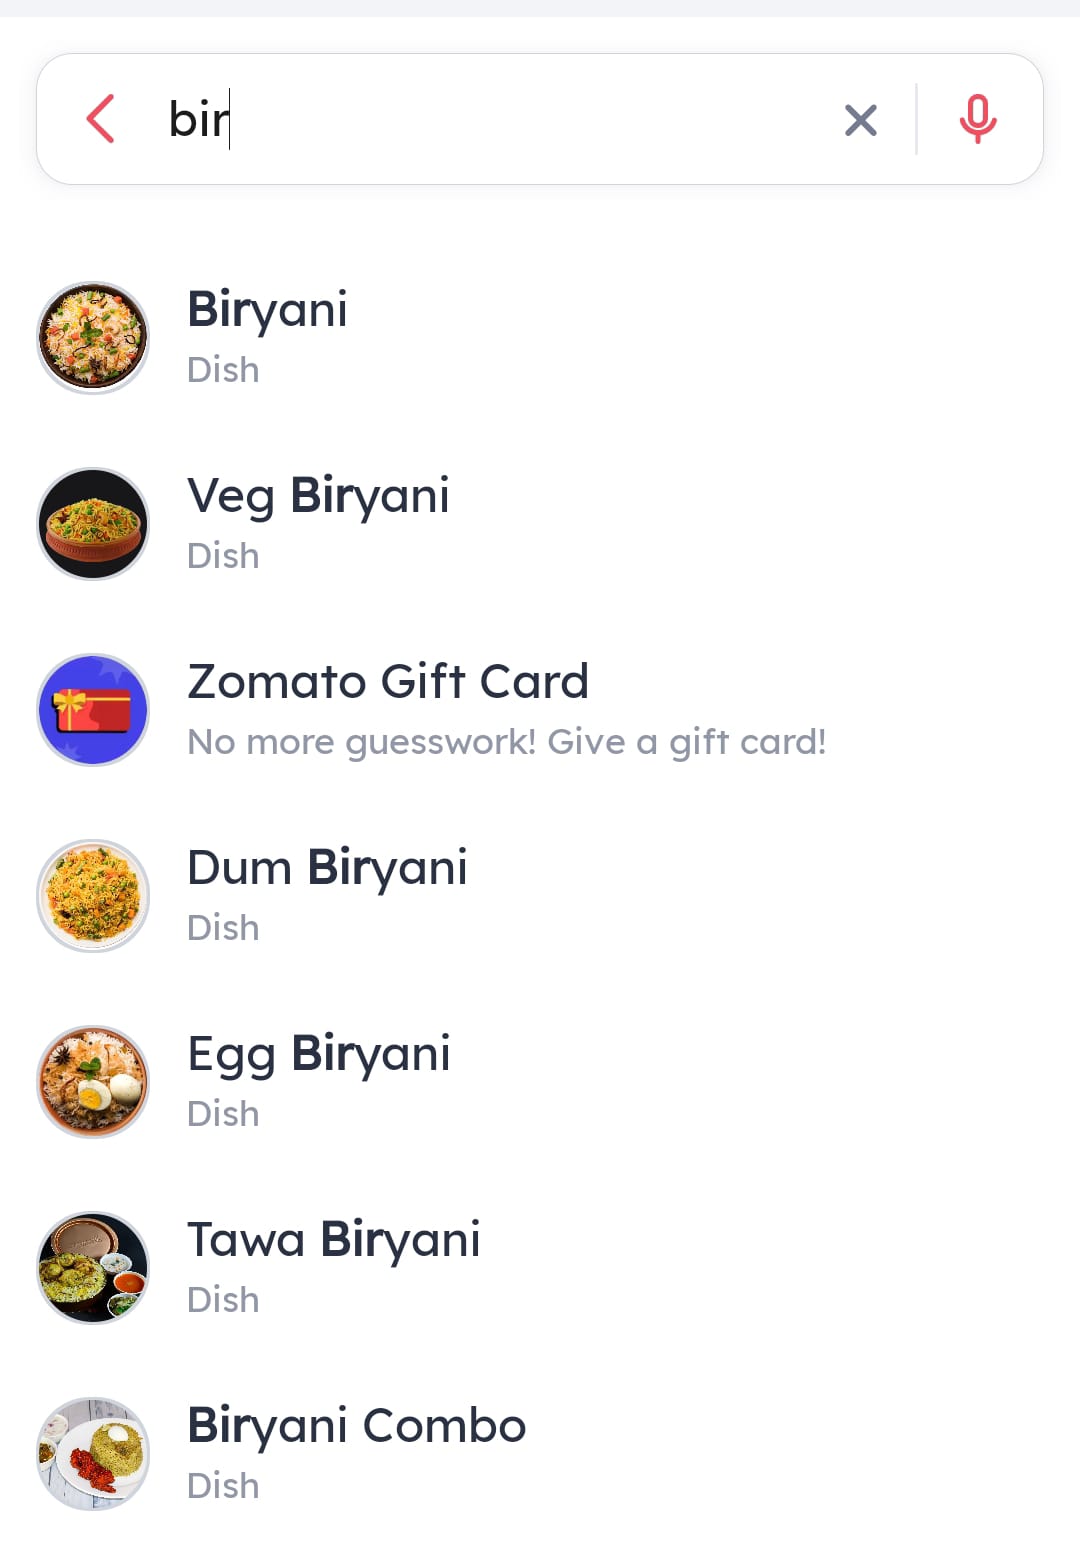 bir
Biryani
Dish
Veg Biryani
Dish
Zomato Gift Card
No more guesswork! Give a gift card!
Dum Biryani
Dish
Egg Biryani
Dish
Tawa Biryani
Dish
Biryani Combo
Dish